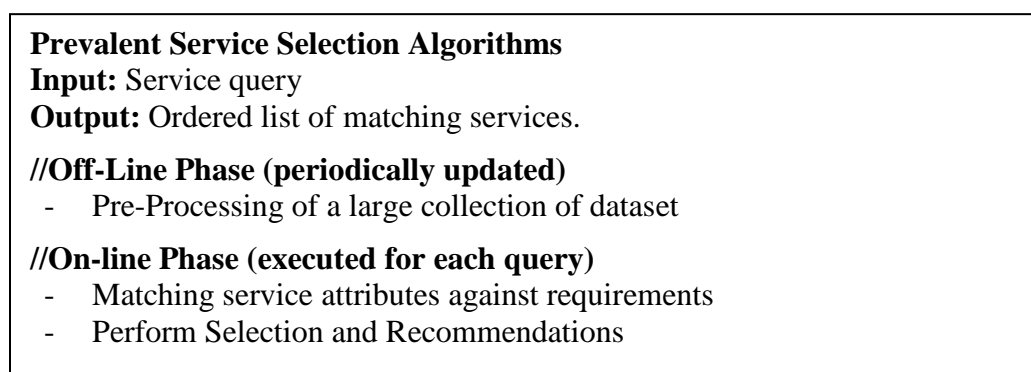 Prevalent Service Selection Algorithms
Input: Service query
Output: Ordered list of matching services.
//Off-Line Phase (periodically updated)
- Pre-Processing of a large collection of dataset
//On-line Phase (executed for each query)
- Matching service attributes against requirements
- Perform Selection and Recommendations